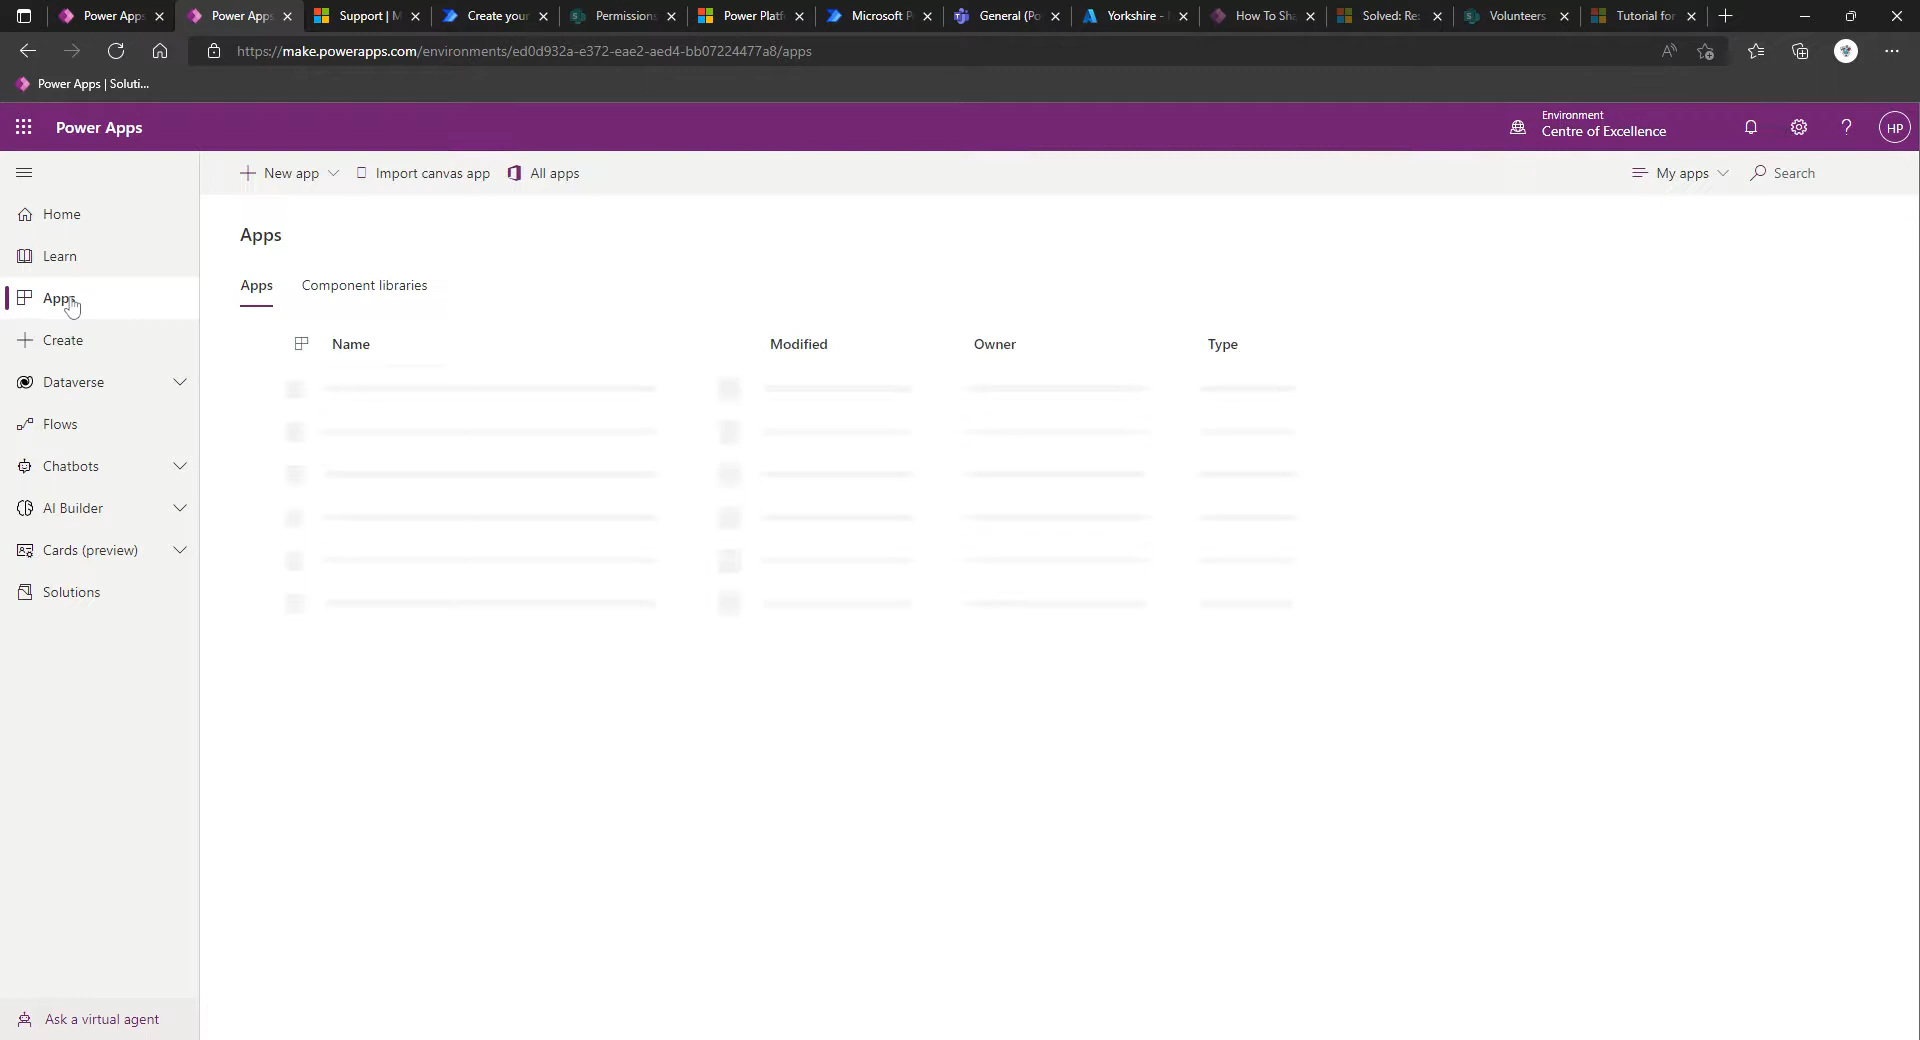 Power Apps
Power Apps
Support | M
Create your
Permissions
Power Platf
Microsoft P
General (Po
Yorkshire -
How To Sha
Solved: Re:
Volunteers
Tutorial for
https://make.powerapps.com/environments/ed0d932a-e372-eae2-aed4-bb07224477a8/apps
Power Apps | Soluti...
Power Apps
Environment
Centre of Excellence
HP
New app
Import canvas app
All apps
My apps
Search
Home
Learn
Apps
Create
Dataverse
Flows
Chatbots
AI Builder
Cards (preview)
Solutions
Ask a virtual agent
Apps
Apps
Component libraries
Name
Modified
Owner
Type